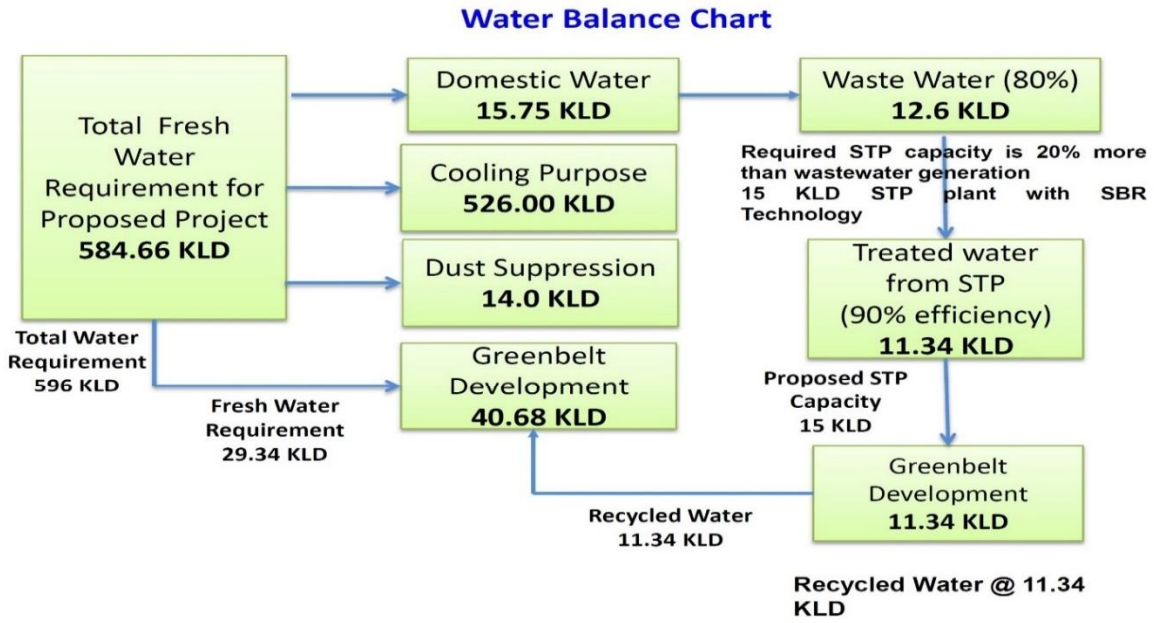 Water Balance Chart
Total Fresh
Water
Requirement for
Proposed Project
584.66 KLD
Domestic Water
15.75 KLD
Waste Water (80%)
12.6 KLD
Required STP capacity is 20% more
than wastewater generation
15 KLD STP plant with SBR
Technology
Cooling Purpose
526.00 KLD
Dust Suppression
14.0 KLD
Treated water
from STP
(90% efficiency)
11.34 KLD
Total Water
Requirement
596 KLD
Greenbelt
Development
40.68 KLD
Fresh Water
Requirement
29.34 KLD
Proposed STP
Capacity
15 KLD
Greenbelt
Development
11.34 KLD
Recycled Water
11.34 KLD
Recycled Water @ 11.34
KLD